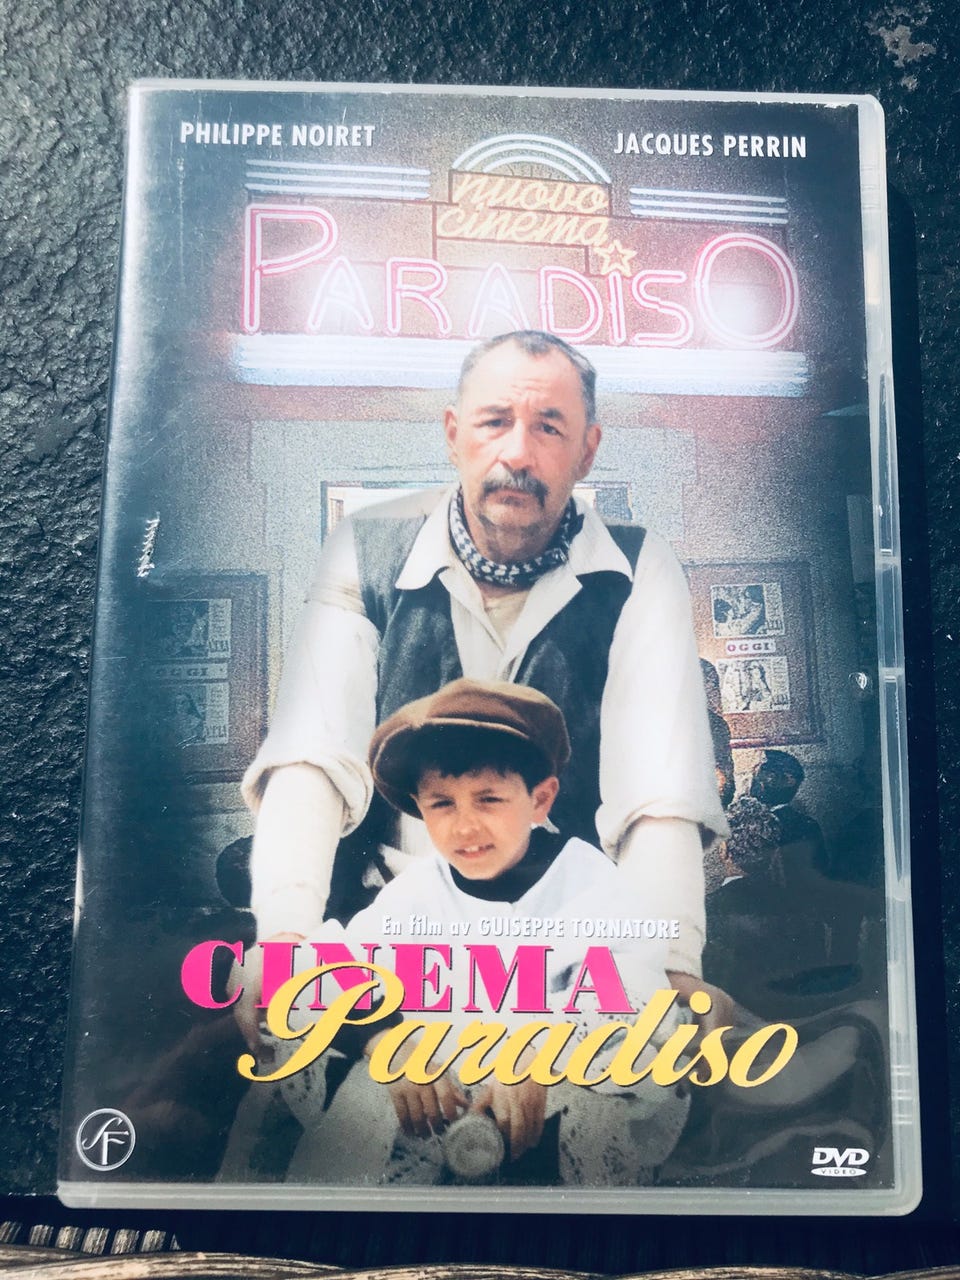 PHILIPPE NOIRET
JACQUES PERRIN
nuovo
cinema
PARADISO
OGGI
OGGI
En film av GUISEPPE TORNATORE
CINEMA
Paradiso
SF
DVD
VIDEO